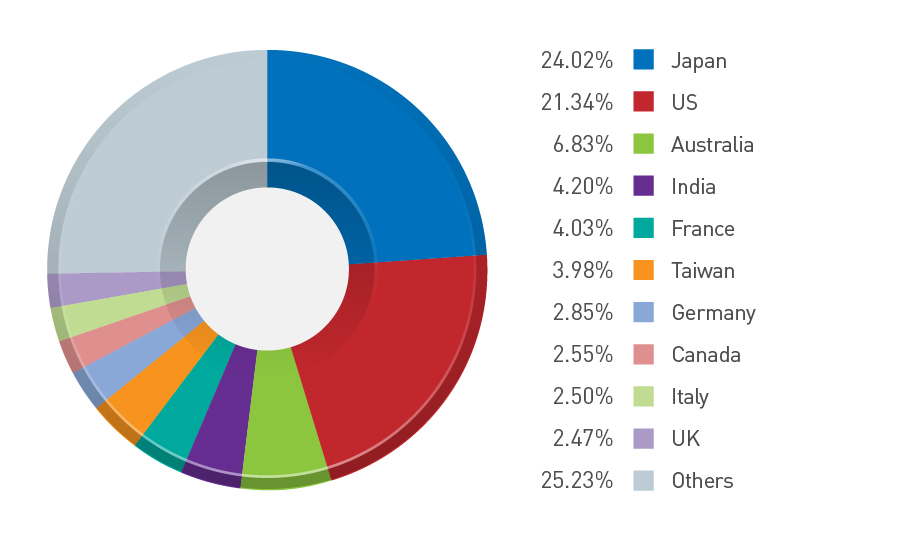 24.02% Japan
21.34% US
6.83% Australia
4.20% India
4.03% France
3.98% Taiwan
2.85% Germany
2.55% Canada
2.50% Italy
2.47% UK
25.23% Others